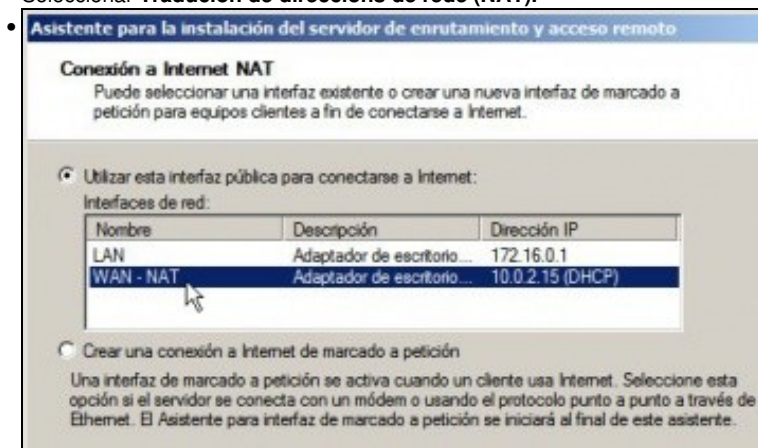 Seleccionar Tradución de direccións de rede (NAT).
Asistente para la instalación del servidor de enrutamiento y acceso remoto
Conexión a Internet NAT
Puede seleccionar una interfaz existente o crear una nueva interfaz de marcado a
petición para equipos clientes a fin de conectarse a Internet.
Utilizar esta interfaz pública para conectarse a Internet:
Interfaces de red:
Nombre Descripción Dirección IP
LAN Adaptador de escritorio... 172.16.0.1
WAN - NAT Adaptador de escritorio... 10.0.2.15 (DHCP)
Crear una conexión a Internet de marcado a petición
Una interfaz de marcado a petición se activa cuando un cliente usa Internet. Seleccione esta
opción si el servidor se conecta con un módem o usando el protocolo punto a punto a través de
Ethernet. El Asistente para interfaz de marcado a petición se iniciará al final de este asistente.